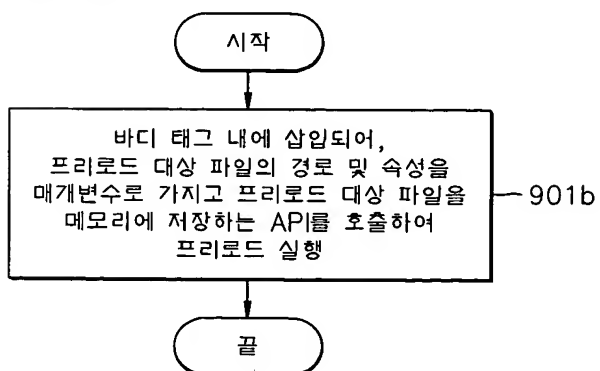 시작
바디 태그 내에 삽입되어,
프리로드 대상 파일의 경로 및 속성을
매개변수로 가지고 프리로드 대상 파일을
메모리에 저장하는 API를 호출하여
프리로드 실행
901b
끝